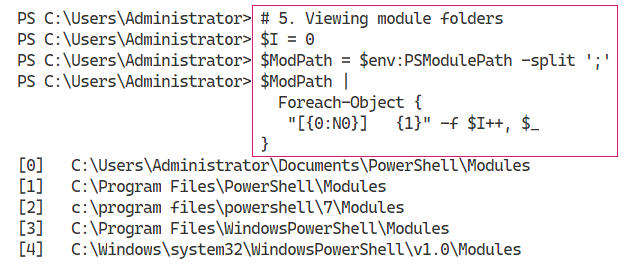 PS C:\Users\Administrator> # 5. Viewing module folders
PS C:\Users\Administrator> $I = 0
PS C:\Users\Administrator> $ModPath = $env:PSModulePath -split ';'
PS C:\Users\Administrator> $ModPath |
  Foreach-Object {
   "[{0:N0}]   {1}" -f $I++, $_
}
[0]   C:\Users\Administrator\Documents\PowerShell\Modules
[1]   C:\Program Files\PowerShell\Modules
[2]   c:\program files\powershell\7\Modules
[3]   C:\Program Files\WindowsPowerShell\Modules
[4]   C:\Windows\system32\WindowsPowerShell\v1.0\Modules